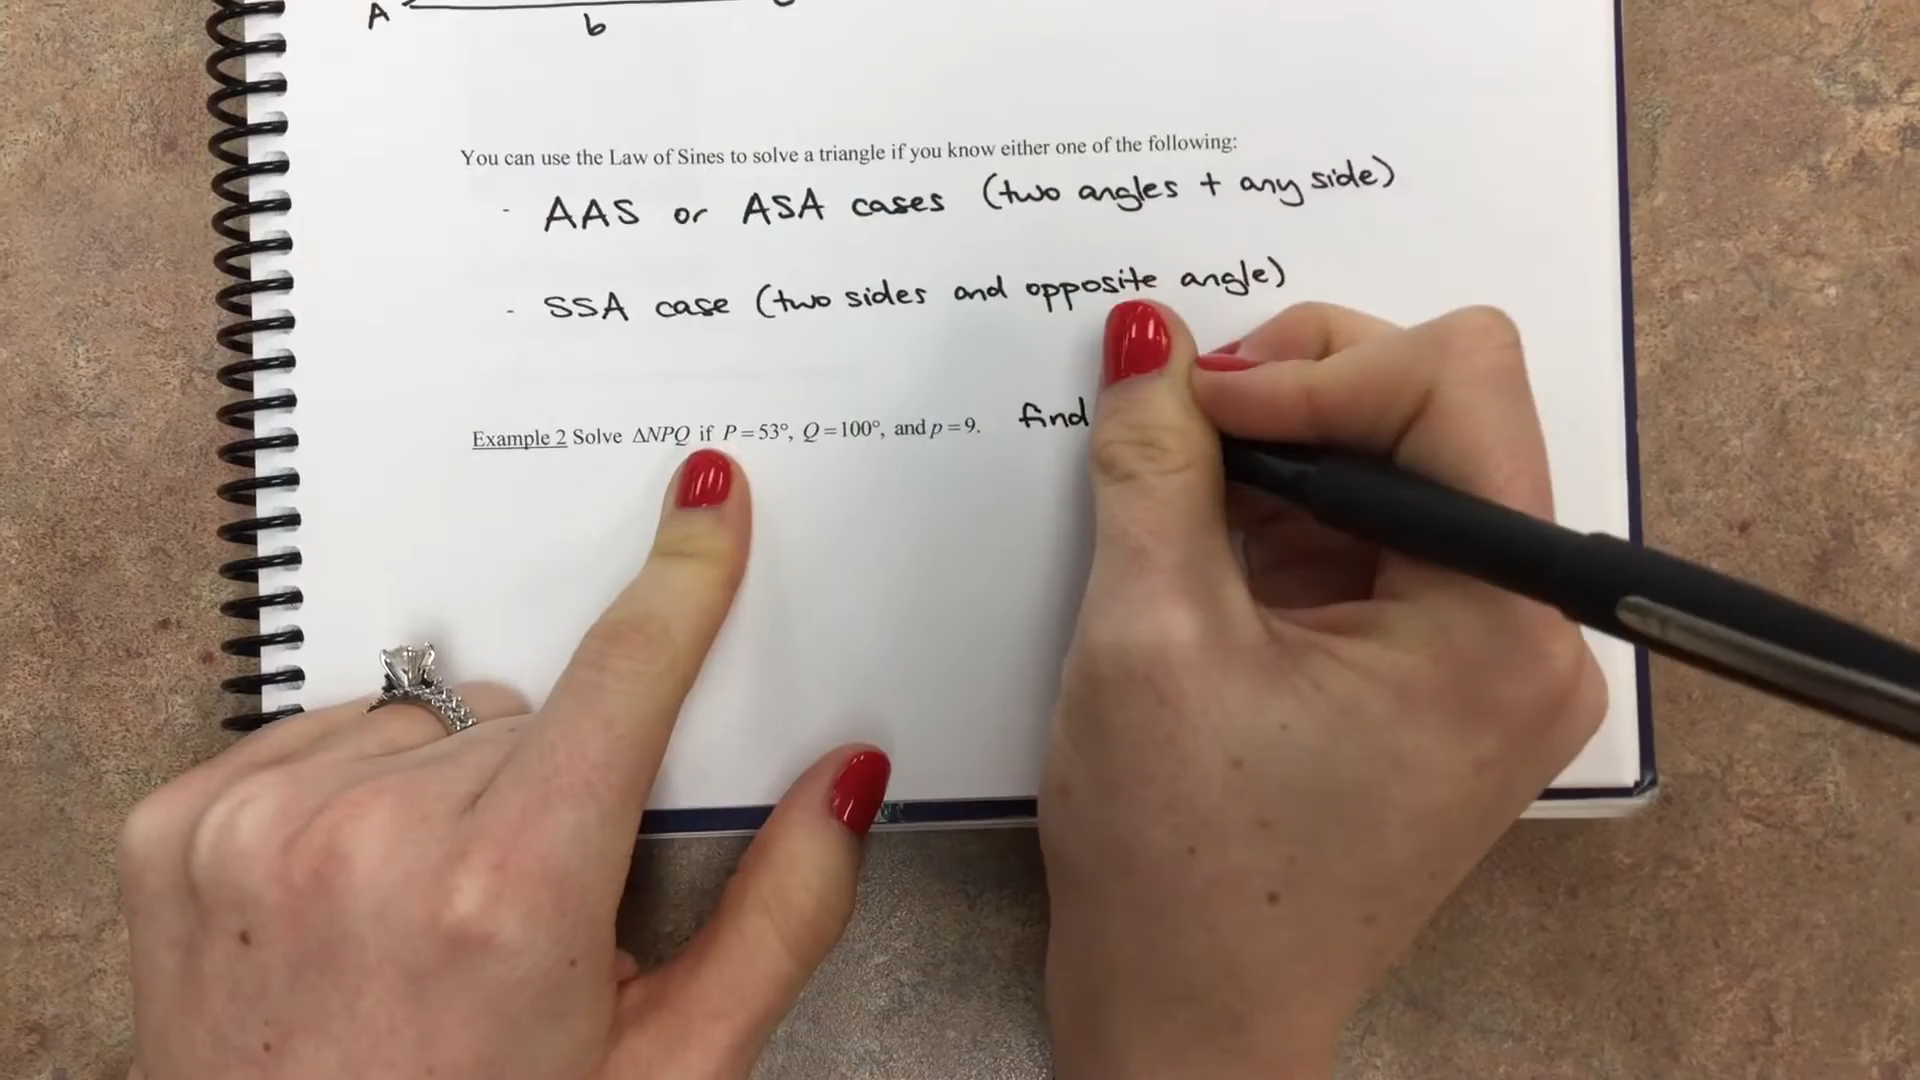 A
b
You can use the Law of Sines to solve a triangle if you know either one of the following:
- AAS or ASA cases (two angles + any side)
- SSA case (two sides and opposite angle)
Example 2 Solve ΔNPQ if P=53°, Q=100°, and p=9. find